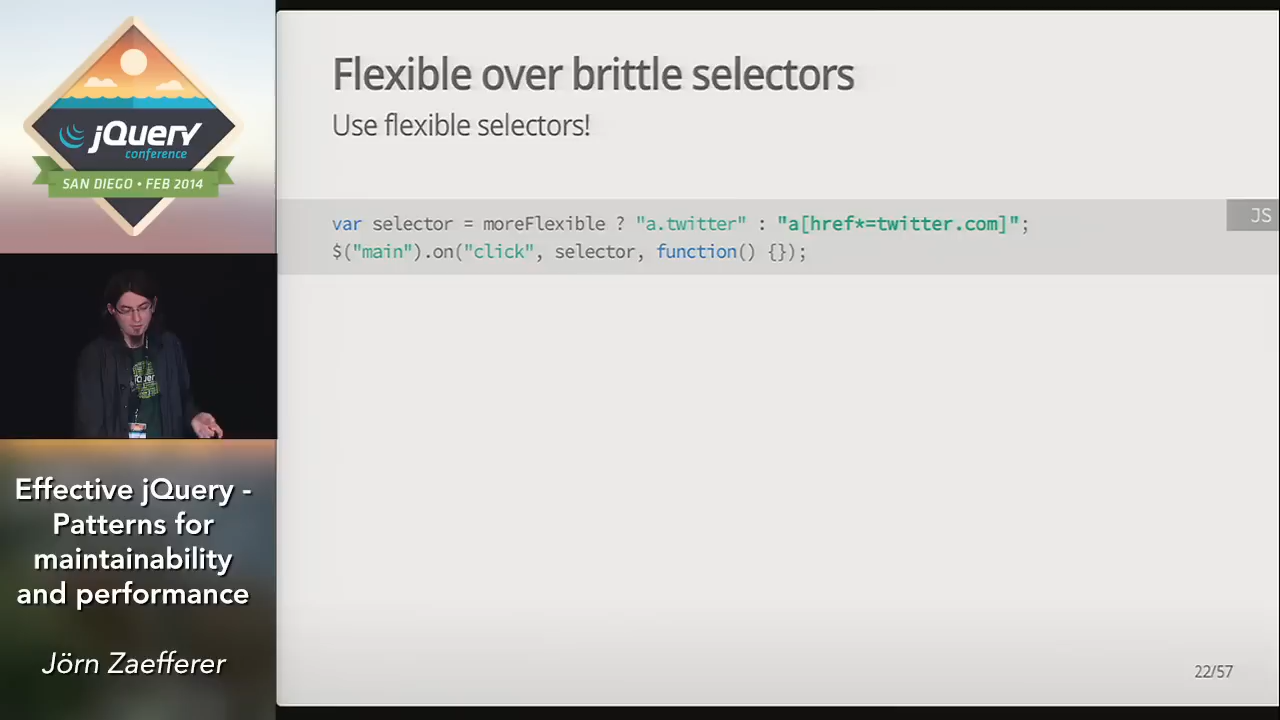 jQuery
conference
SAN DIEGO • FEB 2014
Effective jQuery -
Patterns for
maintainability
and performance
Jörn Zaefferer
Flexible over brittle selectors
Use flexible selectors!
JS
var selector = moreFlexible ? "a.twitter" : "a[href*=twitter.com]";
$("main").on("click", selector, function() {});
22/57